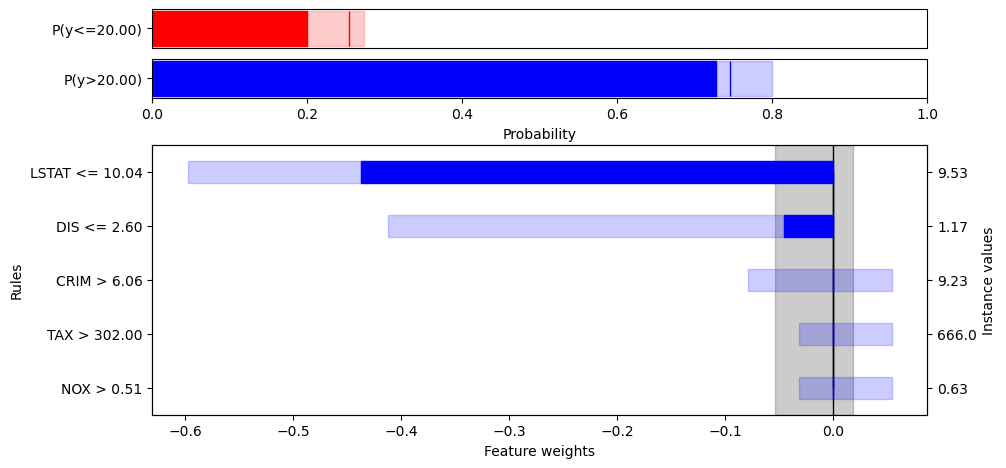 P(y<=20.00)
P(y>20.00)
0.0 0.2 0.4 0.6 0.8 1.0
Probability
LSTAT <= 10.04 9.53
DIS <= 2.60 1.17
CRIM > 6.06 9.23
TAX > 302.00 666.0
NOX > 0.51 0.63
Rules
Instance values
−0.6 −0.5 −0.4 −0.3 −0.2 −0.1 0.0
Feature weights